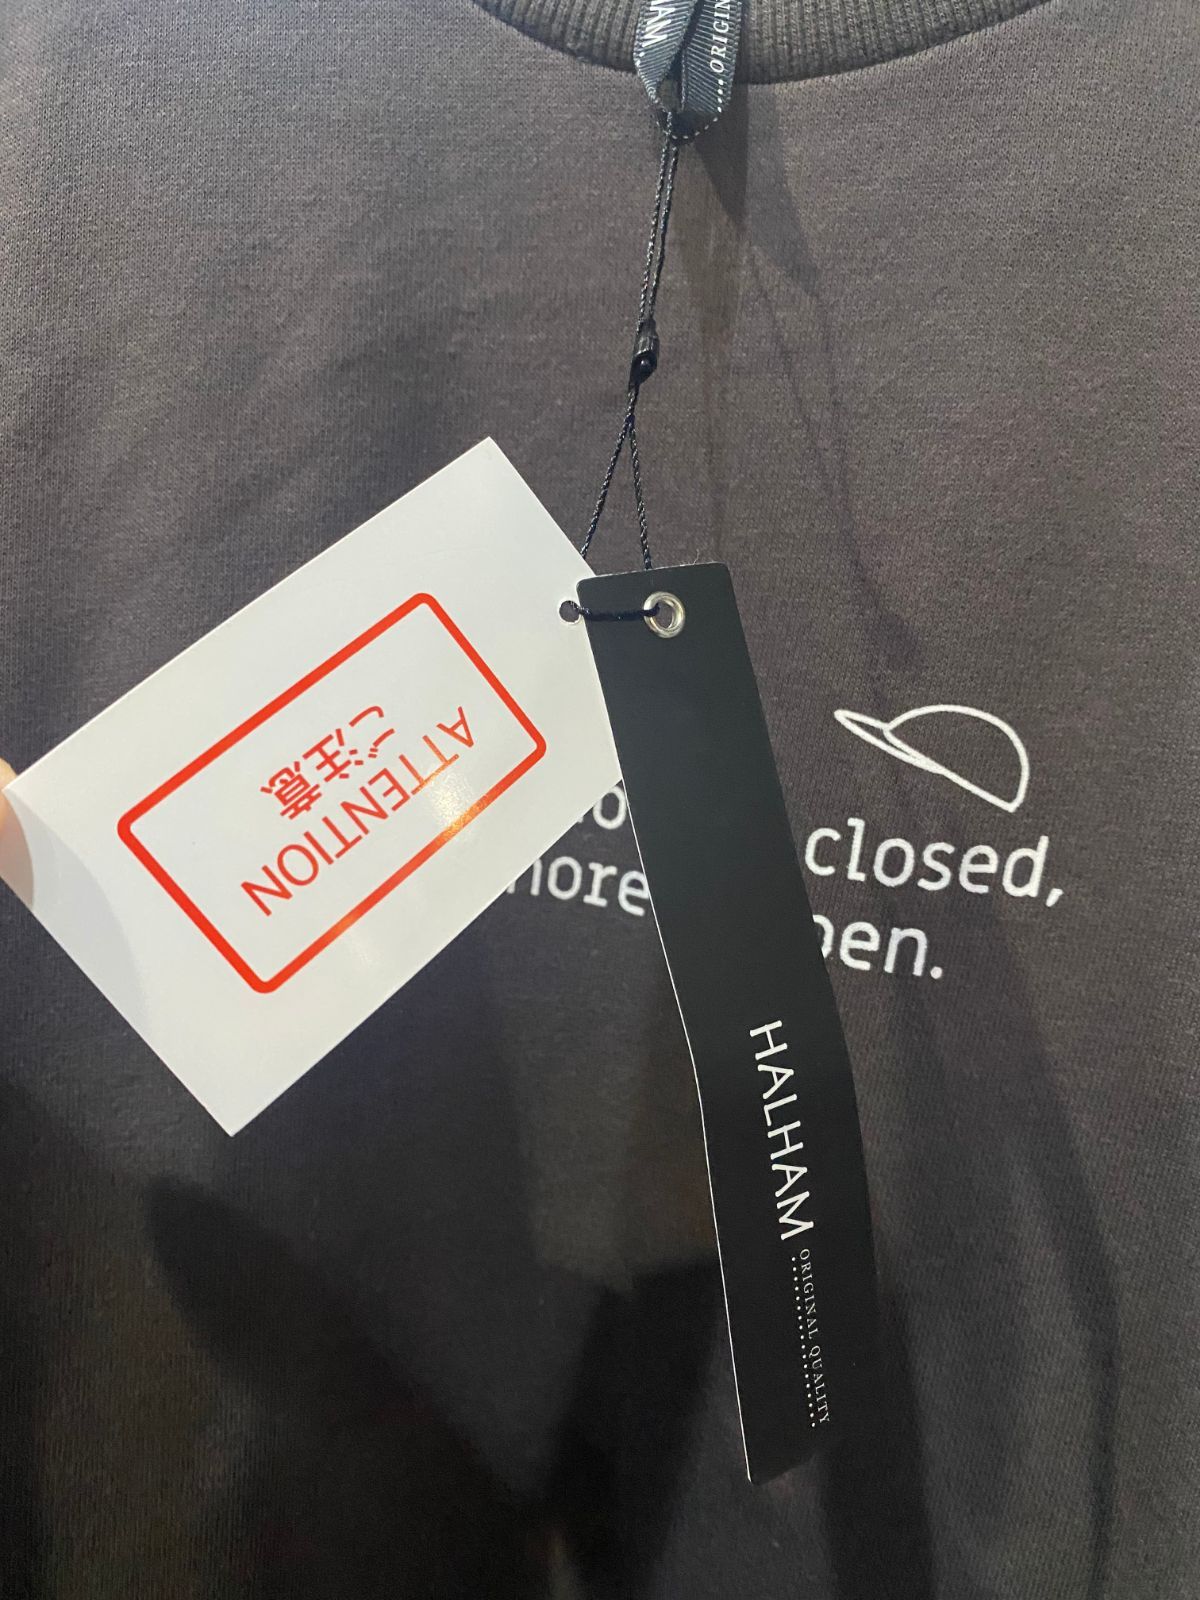 ATTENTION
ご注意
HALHAM
ORIGINAL QUALITY
closed,